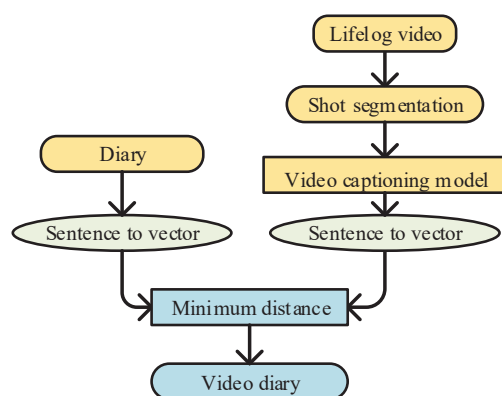 Lifelog video
Shot segmentation
Diary
Video captioning model
Sentence to vector
Sentence to vector
Minimum distance
Video diary